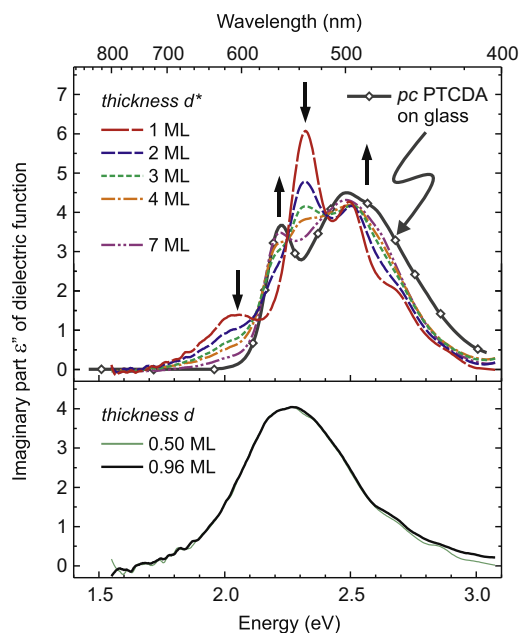 Wavelength (nm)
800 700 600 500 400
7
6
5
4
3
2
1
0
thickness d*
1 ML
2 ML
3 ML
4 ML
7 ML
pc PTCDA
on glass
Imaginary part ε" of dielectric function
4
3
2
1
0
thickness d
0.50 ML
0.96 ML
1.5 2.0 2.5 3.0
Energy (eV)